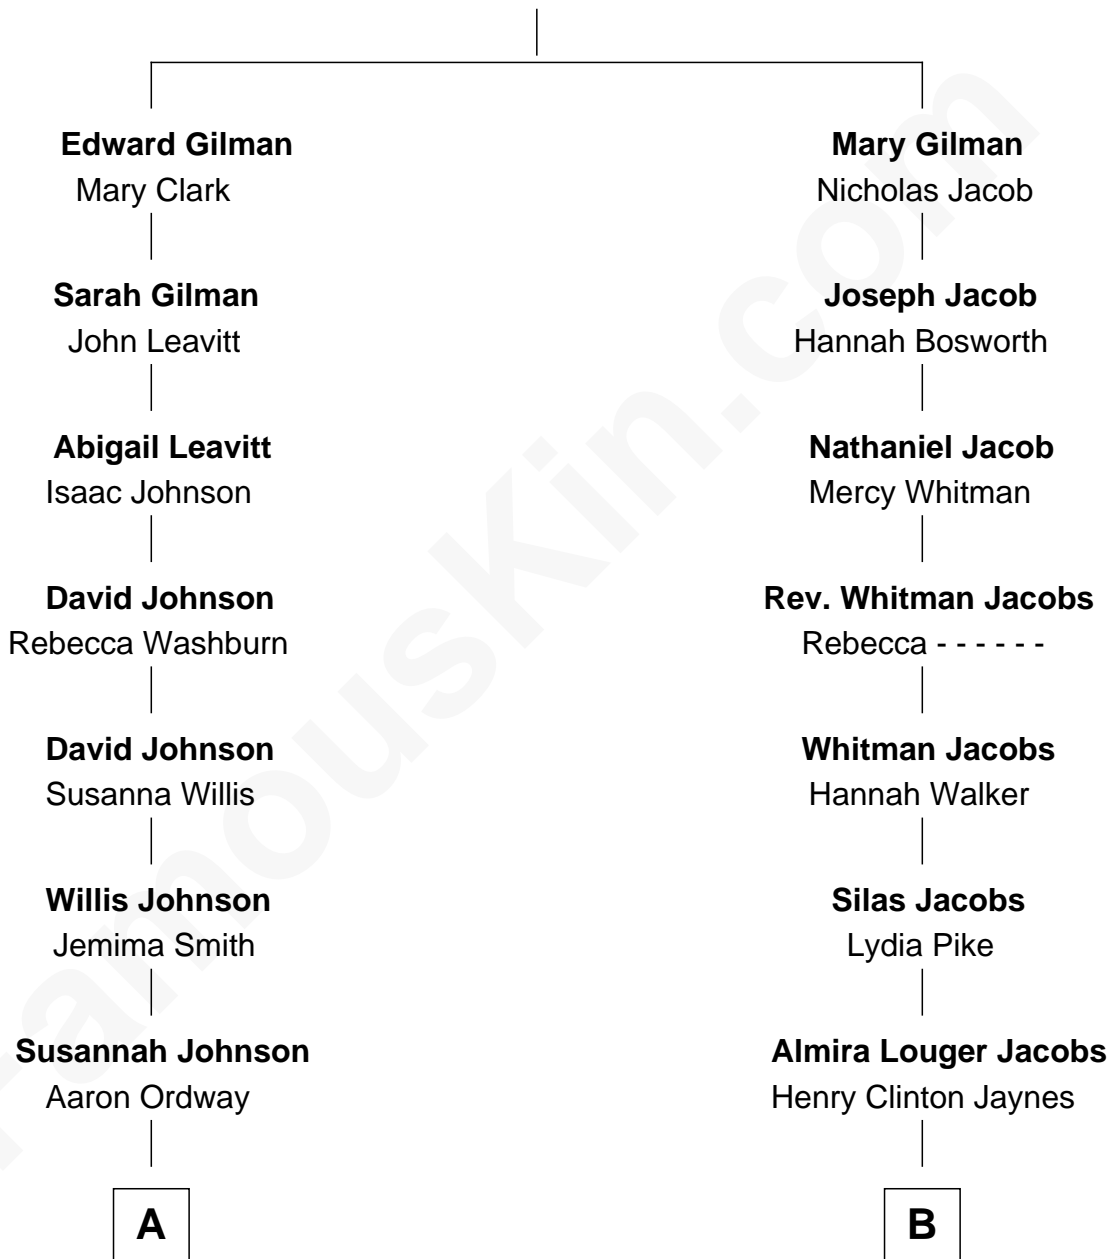 Edward Gilman
Mary Clark
Sarah Gilman
John Leavitt
Abigail Leavitt
Isaac Johnson
David Johnson
Rebecca Washburn
David Johnson
Susanna Willis
Willis Johnson
Jemima Smith
Susannah Johnson
Aaron Ordway
A
Mary Gilman
Nicholas Jacob
Joseph Jacob
Hannah Bosworth
Nathaniel Jacob
Mercy Whitman
Rev. Whitman Jacobs
Rebecca - - - - - -
Whitman Jacobs
Hannah Walker
Silas Jacobs
Lydia Pike
Almira Louger Jacobs
Henry Clinton Jaynes
B
FamousKin.com